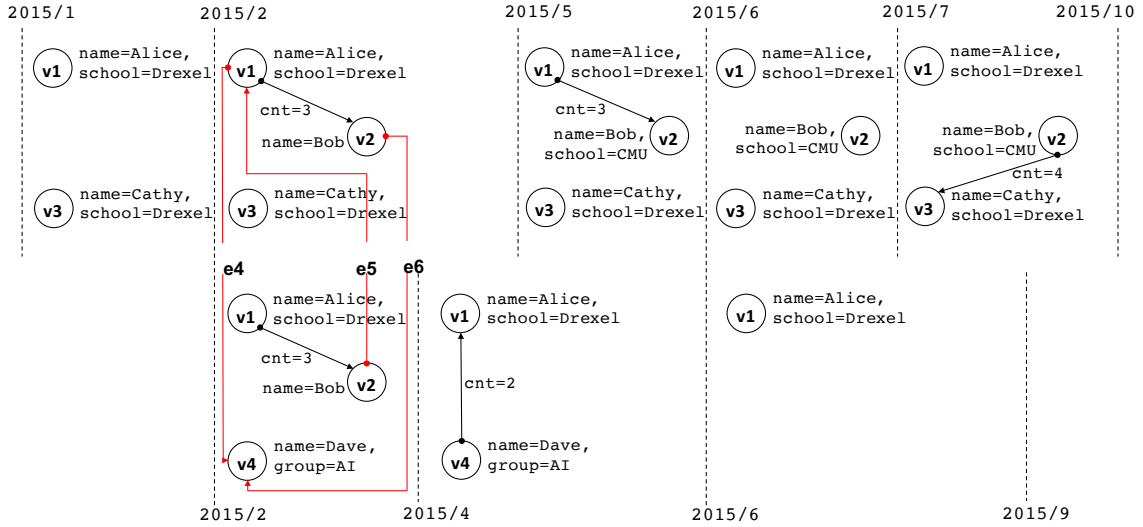 2015/1
2015/2
2015/5
2015/6
2015/7
2015/10
v1
name=Alice,
school=Drexel
v3
name=Cathy,
school=Drexel
v1
name=Alice,
school=Drexel
cnt=3
name=Bob
v2
v3
name=Cathy,
school=Drexel
v1
name=Alice,
school=Drexel
cnt=3
name=Bob,
school=CMU
v2
v3
name=Cathy,
school=Drexel
v1
name=Alice,
school=Drexel
name=Bob,
school=CMU
v2
v3
name=Cathy,
school=Drexel
v1
name=Alice,
school=Drexel
name=Bob,
school=CMU
v2
cnt=4
v3
name=Cathy,
school=Drexel
e4
e5
e6
v1
name=Alice,
school=Drexel
cnt=3
name=Bob
v2
v4
name=Dave,
group=AI
v1
name=Alice,
school=Drexel
cnt=2
v4
name=Dave,
group=AI
v1
name=Alice,
school=Drexel
2015/2
2015/4
2015/6
2015/9